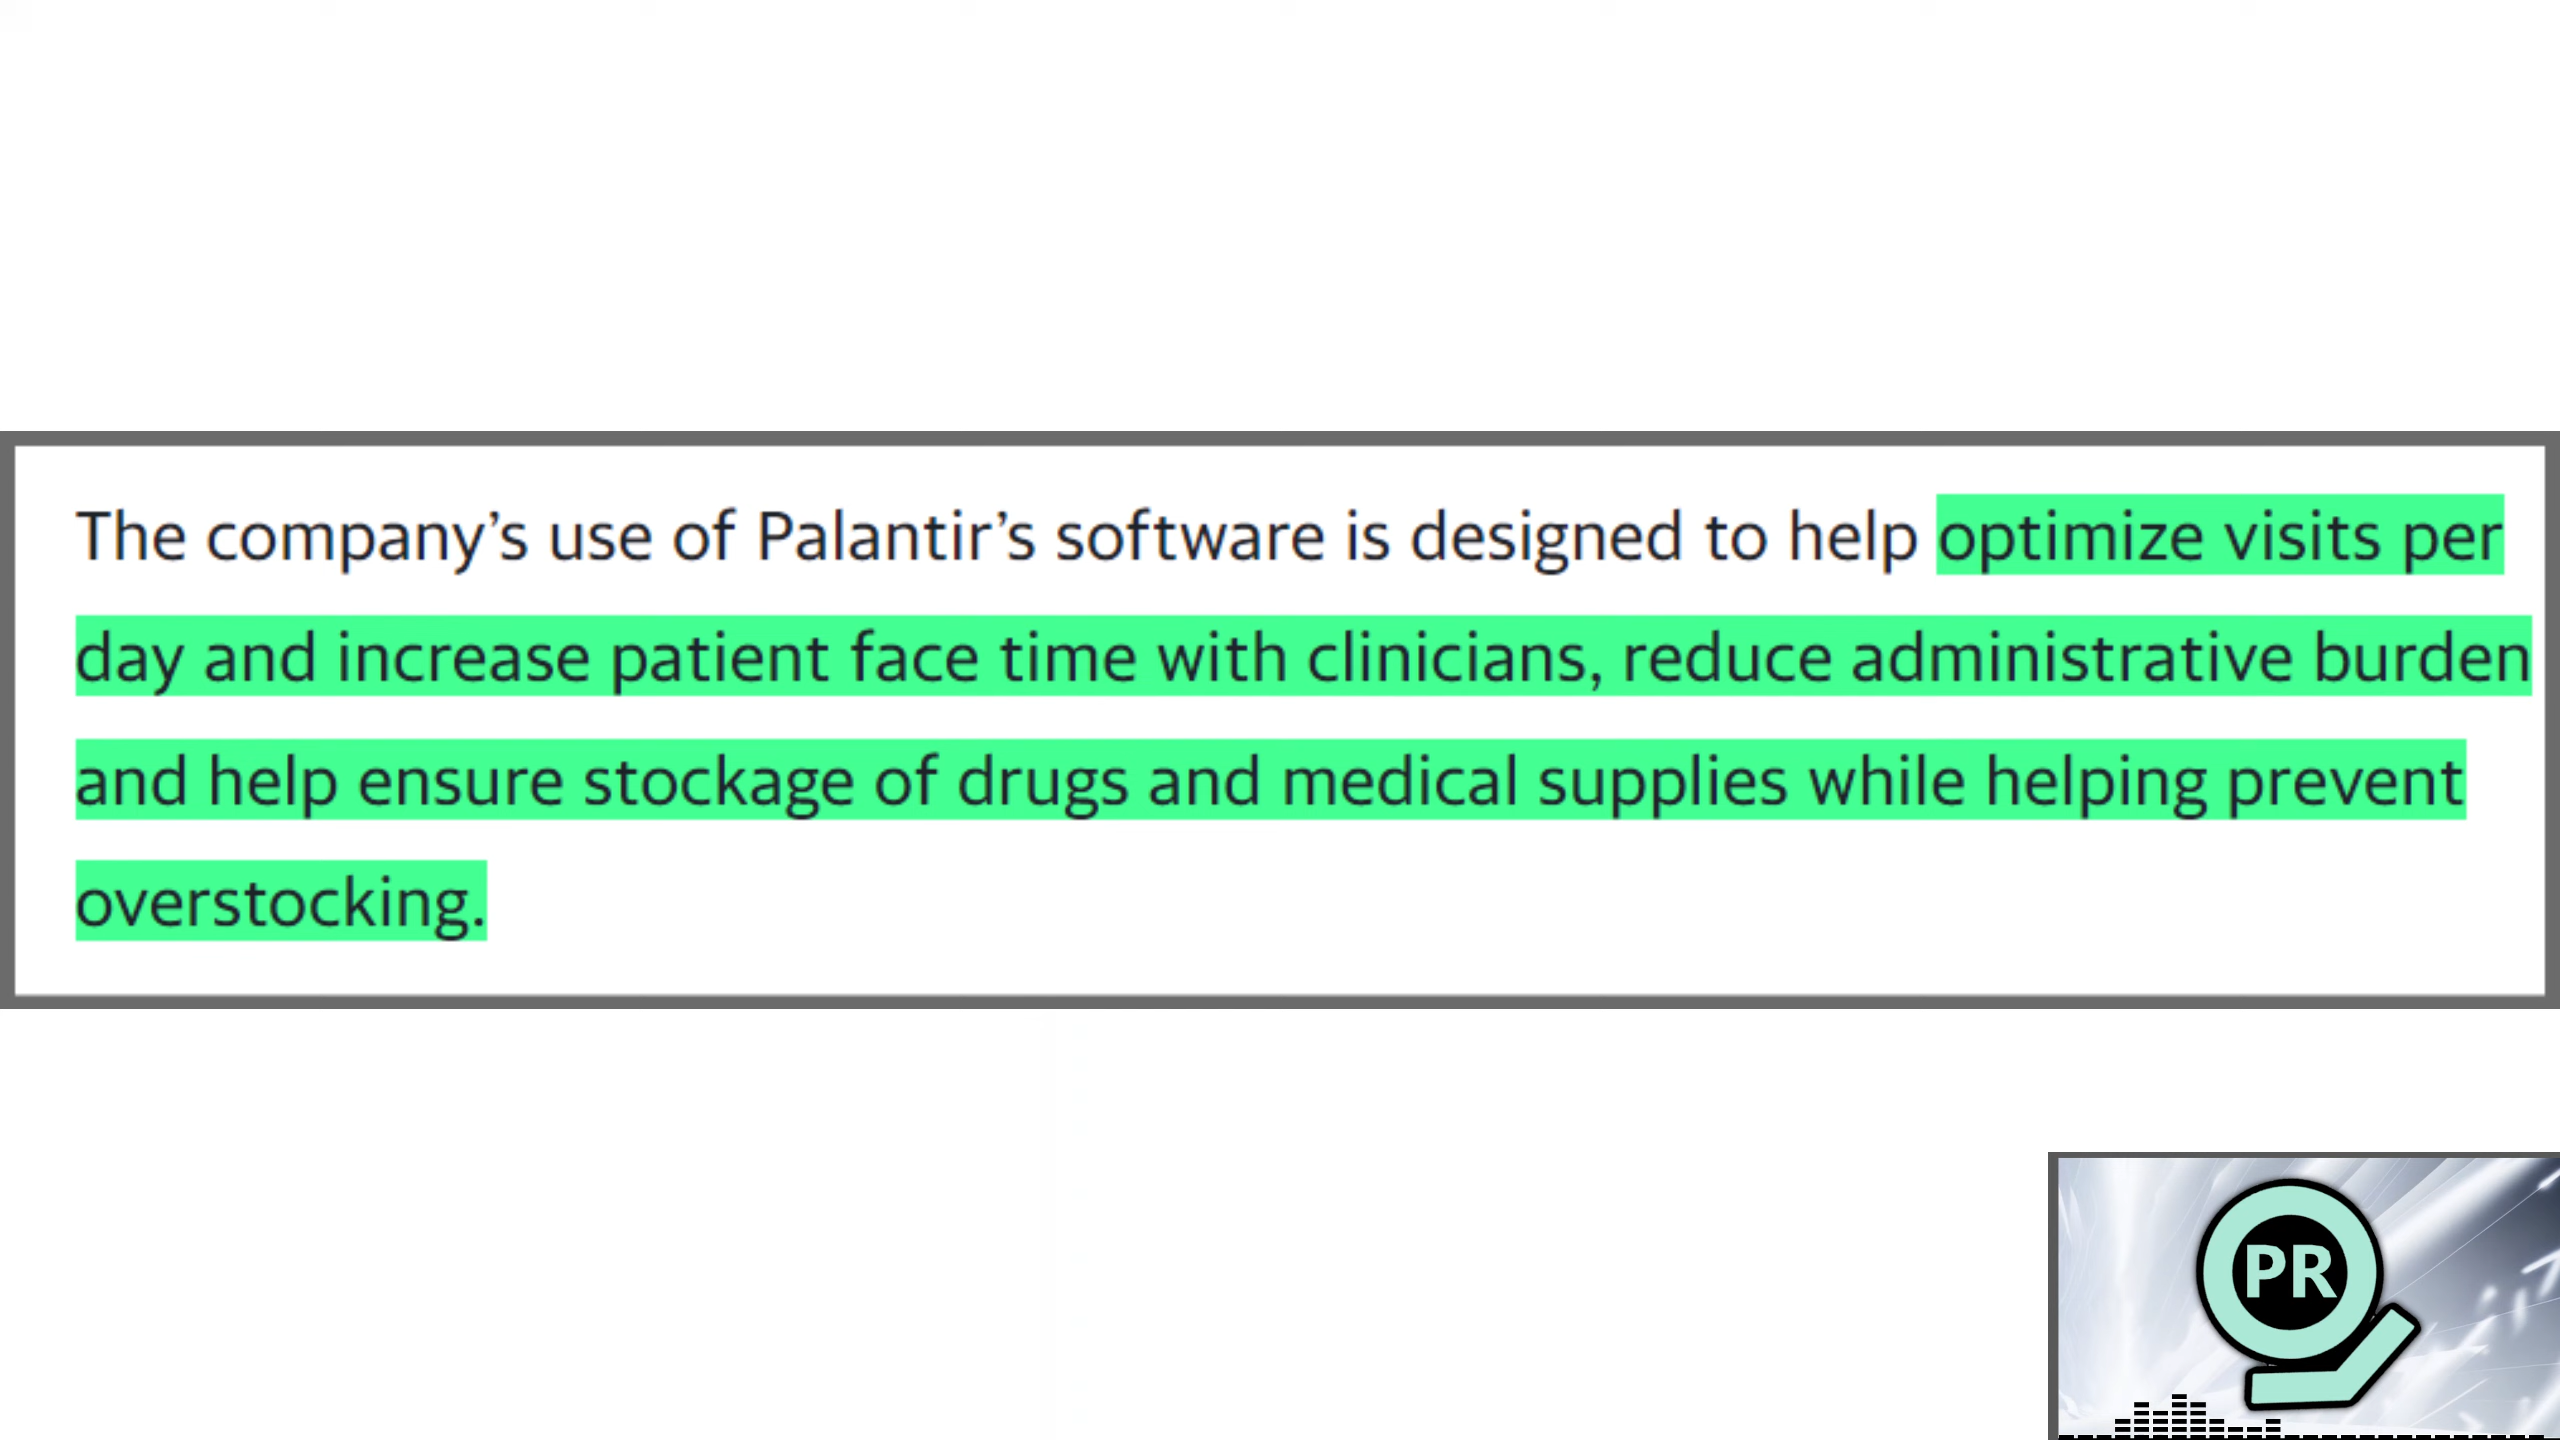 The company’s use of Palantir’s software is designed to help optimize visits per
day and increase patient face time with clinicians, reduce administrative burden
and help ensure stockage of drugs and medical supplies while helping prevent
overstocking.
PR